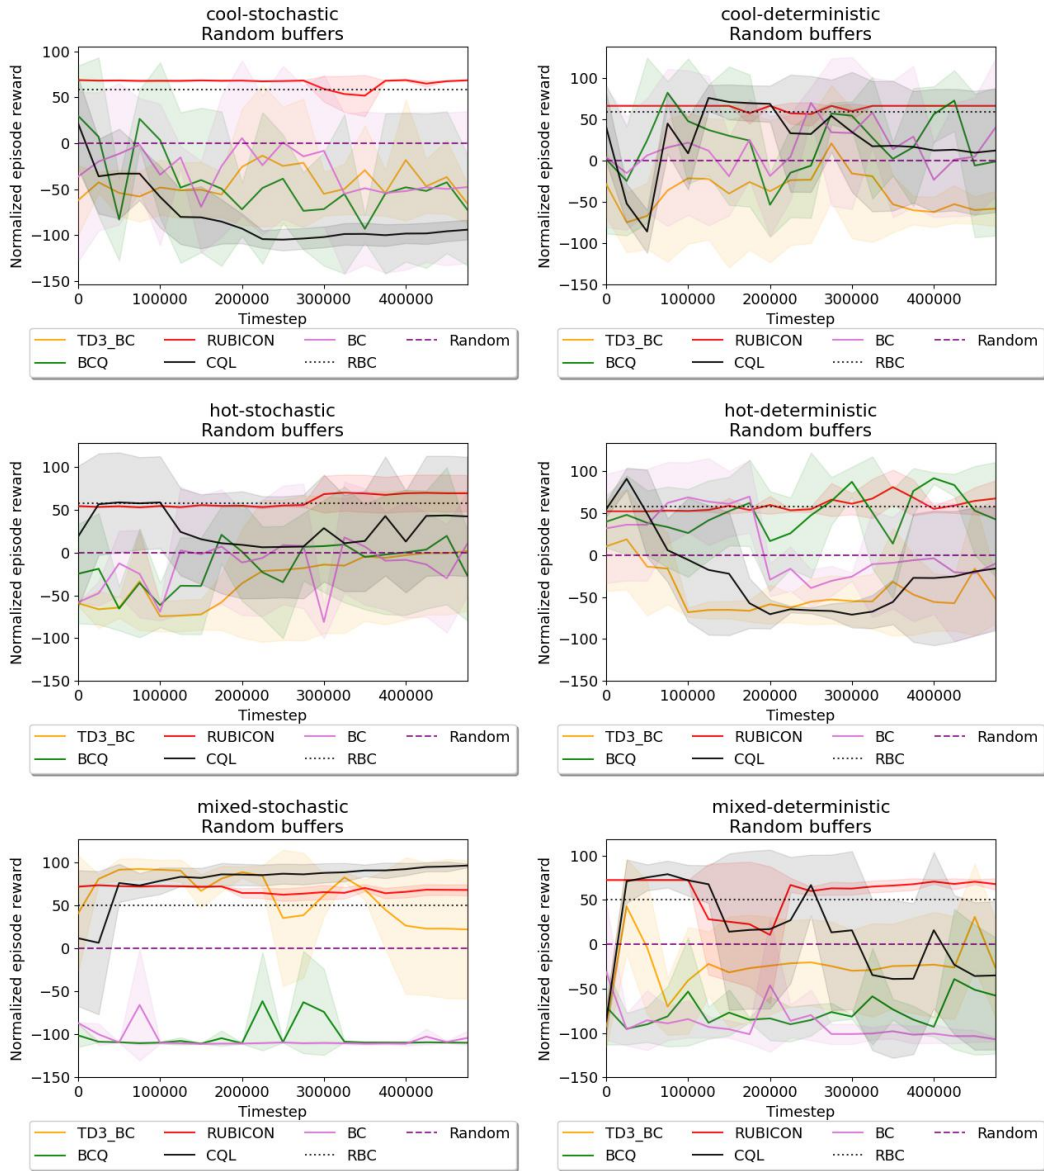 cool-stochastic
Random buffers
100
50
0
−50
−100
−150
Normalized episode reward
0 100000 200000 300000 400000
Timestep
TD3_BC RUBICON BC Random
BCQ CQL RBC
cool-deterministic
Random buffers
100
50
0
−50
−100
−150
Normalized episode reward
0 100000 200000 300000 400000
Timestep
TD3_BC RUBICON BC Random
BCQ CQL RBC
hot-stochastic
Random buffers
100
50
0
−50
−100
−150
Normalized episode reward
0 100000 200000 300000 400000
Timestep
TD3_BC RUBICON BC Random
BCQ CQL RBC
hot-deterministic
Random buffers
100
50
0
−50
−100
−150
Normalized episode reward
0 100000 200000 300000 400000
Timestep
TD3_BC RUBICON BC Random
BCQ CQL RBC
mixed-stochastic
Random buffers
100
50
0
−50
−100
−150
Normalized episode reward
0 100000 200000 300000 400000
Timestep
TD3_BC RUBICON BC Random
BCQ CQL RBC
mixed-deterministic
Random buffers
100
50
0
−50
−100
−150
Normalized episode reward
0 100000 200000 300000 400000
Timestep
TD3_BC RUBICON BC Random
BCQ CQL RBC